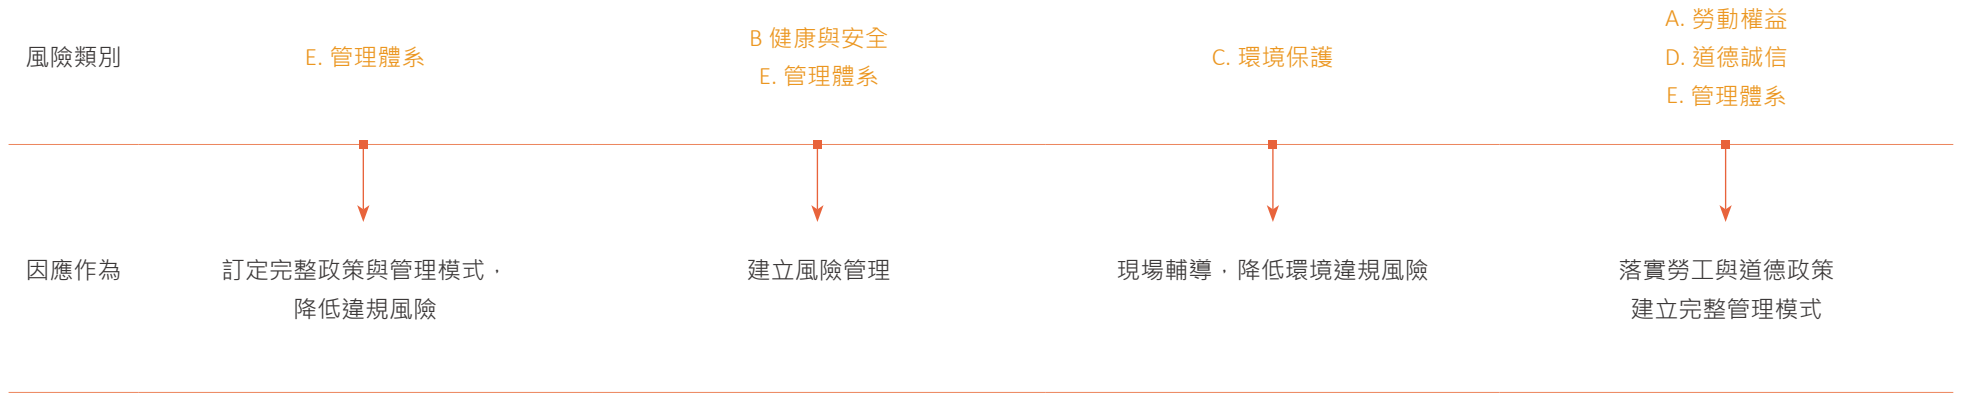 風險類別
E. 管理體系
B 健康與安全
E. 管理體系
C. 環境保護
A. 勞動權益
D. 道德誠信
E. 管理體系
因應作為
訂定完整政策與管理模式，
降低違規風險
建立風險管理
現場輔導，降低環境違規風險
落實勞工與道德政策
建立完整管理模式